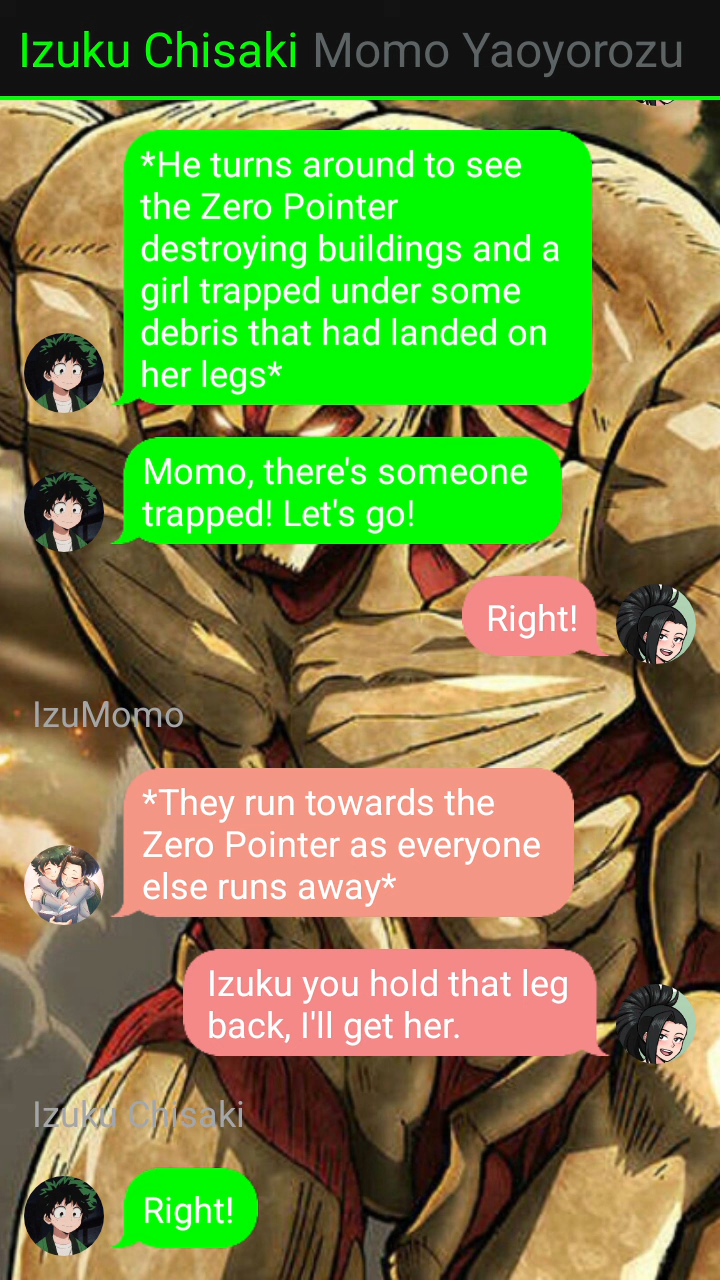 Izuku Chisaki Momo Yaoyorozu
*He turns around to see
the Zero Pointer
destroying buildings and a
girl trapped under some
debris that had landed on
her legs*
Momo, there's someone
trapped! Let's go!
Right!
IzuMomo
*They run towards the
Zero Pointer as everyone
else runs away*
Izuku you hold that leg
back, I'll get her.
Izuku Chisaki
Right!